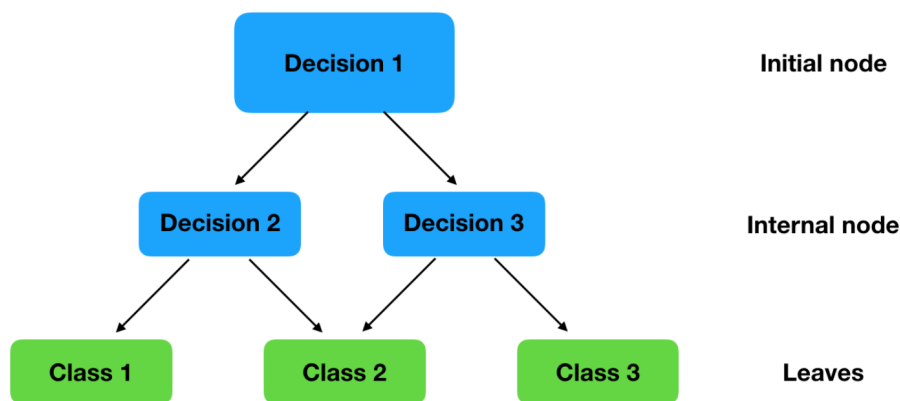 Decision 1
Initial node
Decision 2
Decision 3
Internal node
Class 1
Class 2
Class 3
Leaves